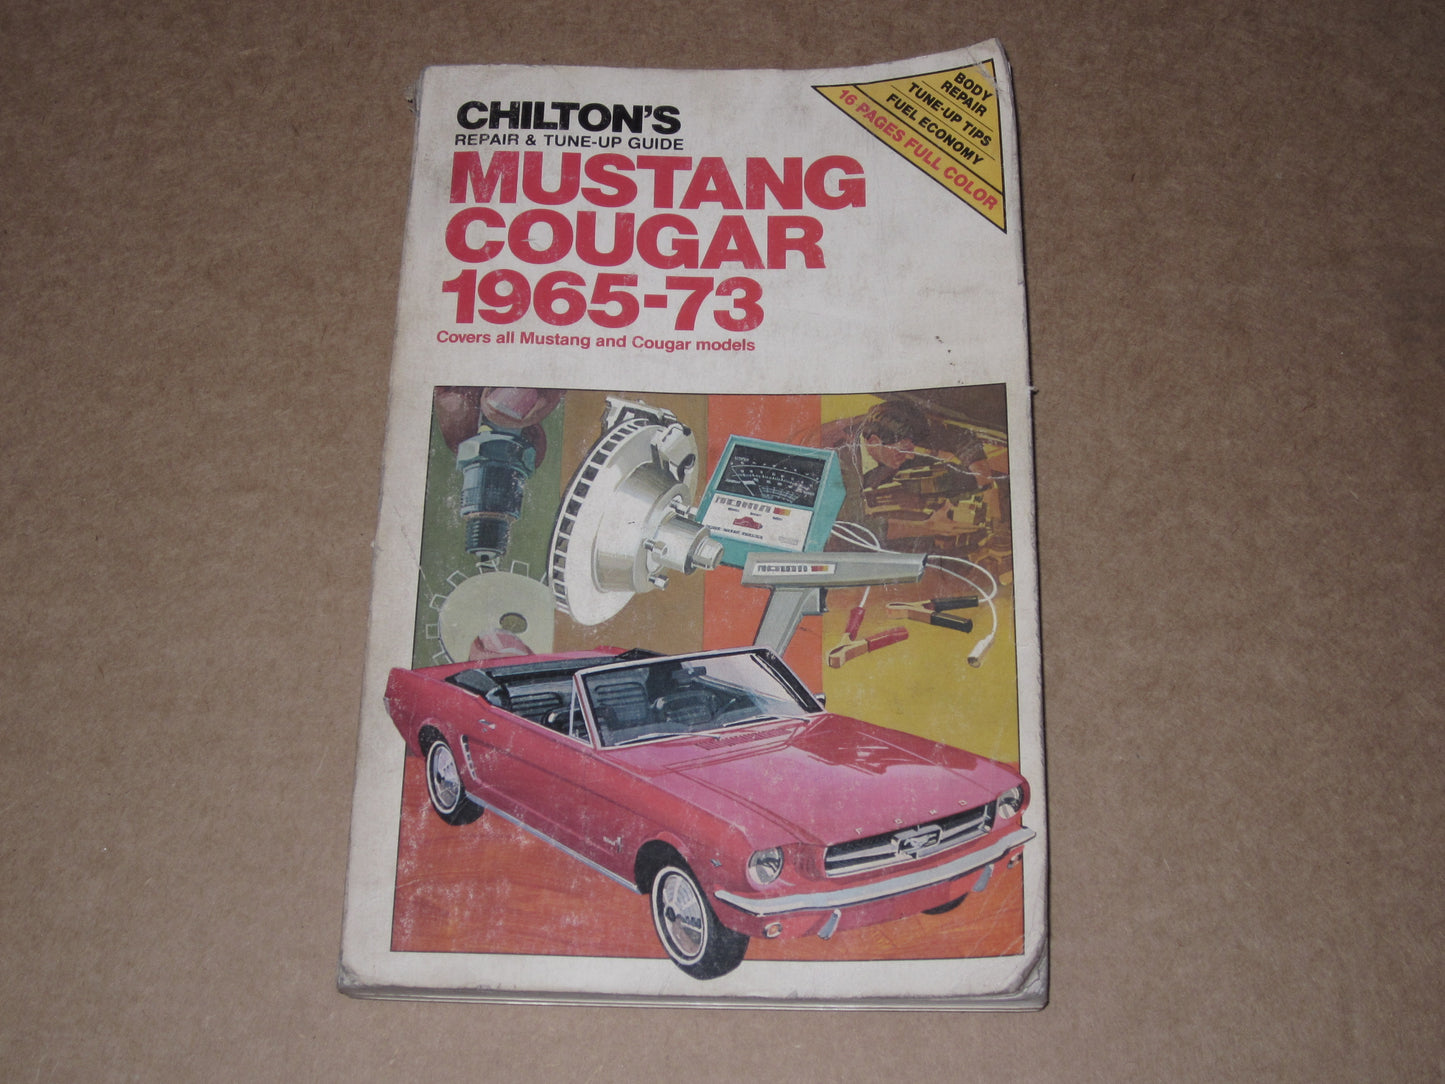 CHILTON'S
REPAIR & TUNE-UP GUIDE
MUSTANG
COUGAR
1965-73
Covers all Mustang and Cougar models
BODY
REPAIR
TUNE-UP TIPS
FUEL ECONOMY
16 PAGES FULL COLOR
FORD